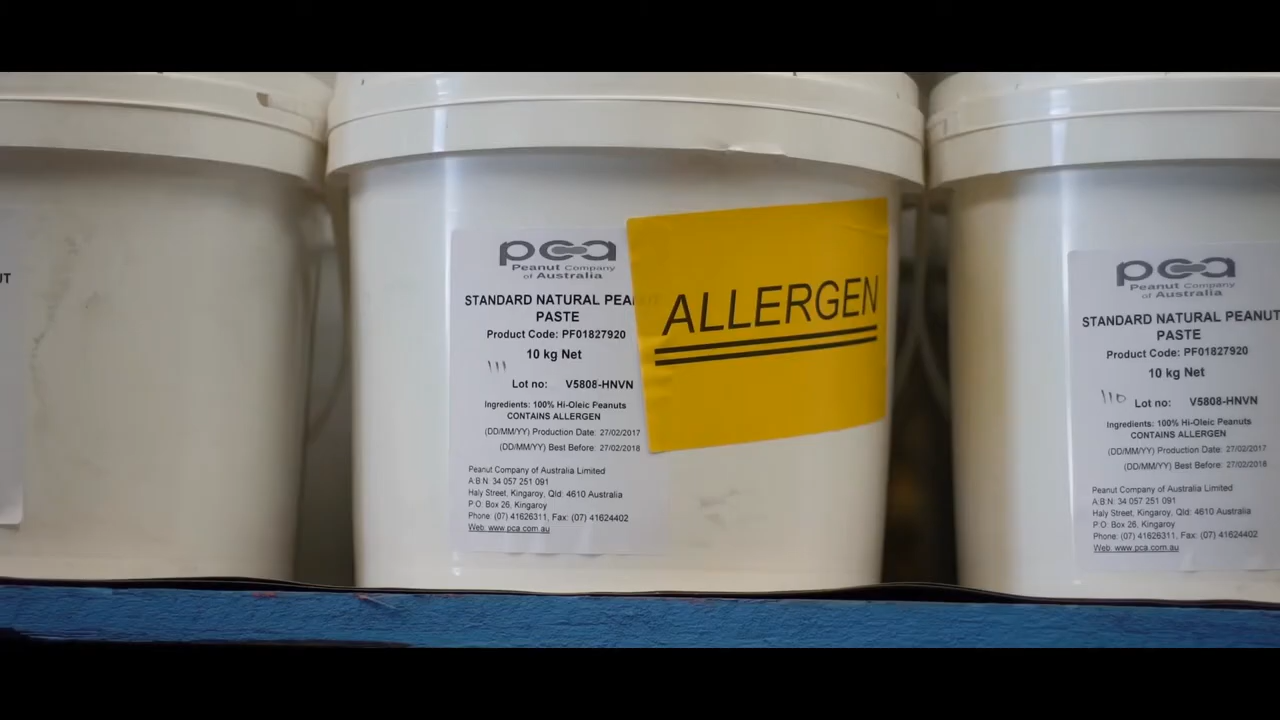 UT
pca
Peanut Company
of Australia
STANDARD NATURAL PEANUT
PASTE
Product Code: PF01827920
10 kg Net
111
Lot no: V5808-HNVN
Ingredients: 100% Hi-Oleic Peanuts
CONTAINS ALLERGEN
(DD/MM/YY) Production Date: 27/02/2017
(DD/MM/YY) Best Before: 27/02/2018
Peanut Company of Australia Limited
A.B.N: 34 057 251 091
Haly Street, Kingaroy, Qld: 4610 Australia
P O: Box 26, Kingaroy
Phone: (07) 41626311, Fax: (07) 41624402
Web: www.pca.com.au
ALLERGEN
pca
Peanut Company
of Australia
STANDARD NATURAL PEANUT
PASTE
Product Code: PF01827920
10 kg Net
110
Lot no: V5808-HNVN
Ingredients: 100% Hi-Oleic Peanuts
CONTAINS ALLERGEN
(DD/MM/YY) Production Date: 27/02/2017
(DD/MM/YY) Best Before: 27/02/2018
Peanut Company of Australia Limited
A.B.N: 34 057 251 091
Haly Street, Kingaroy, Qld: 4610 Australia
P O: Box 26, Kingaroy
Phone: (07) 41626311, Fax: (07) 41624402
Web: www.pca.com.au